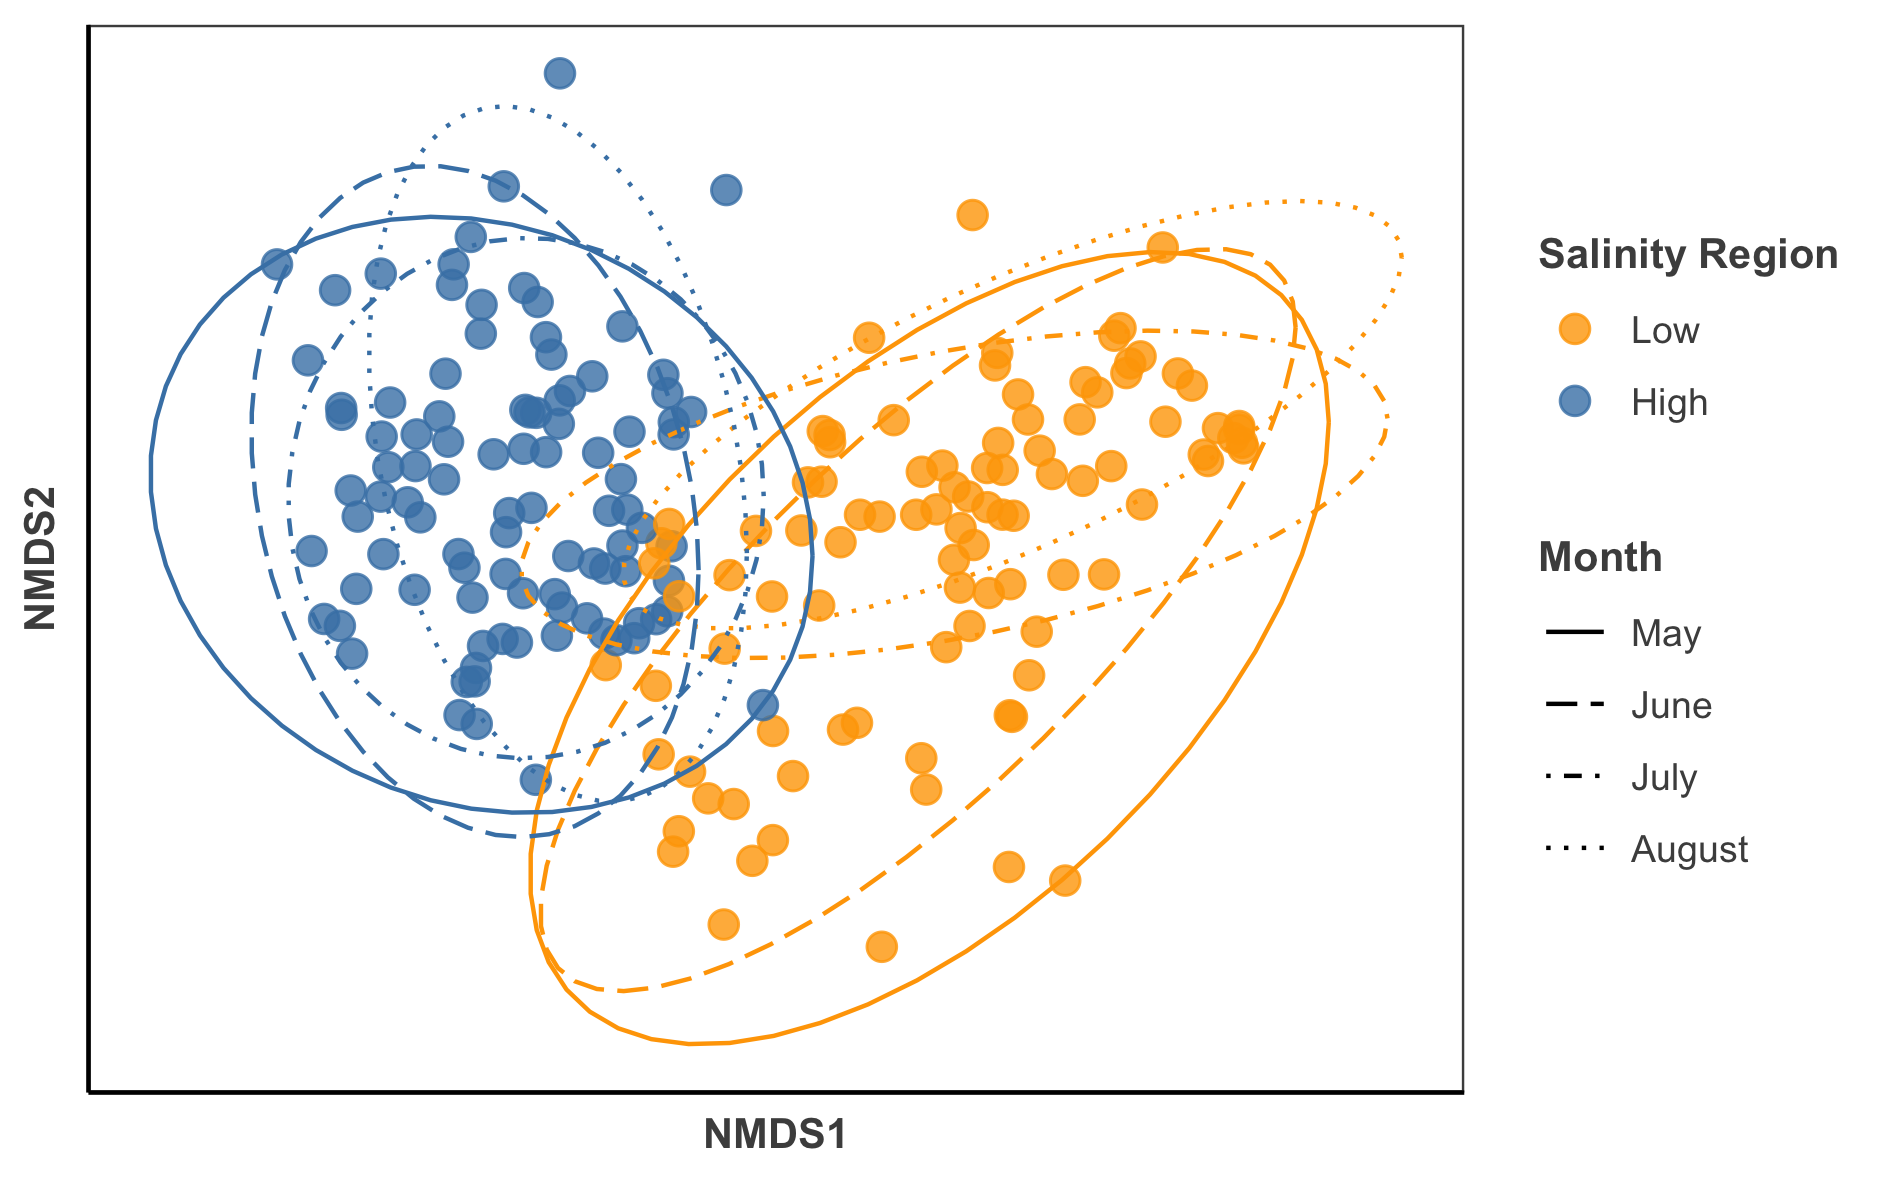 NMDS2
NMDS1
Salinity Region
Low
High
Month
May
June
July
August